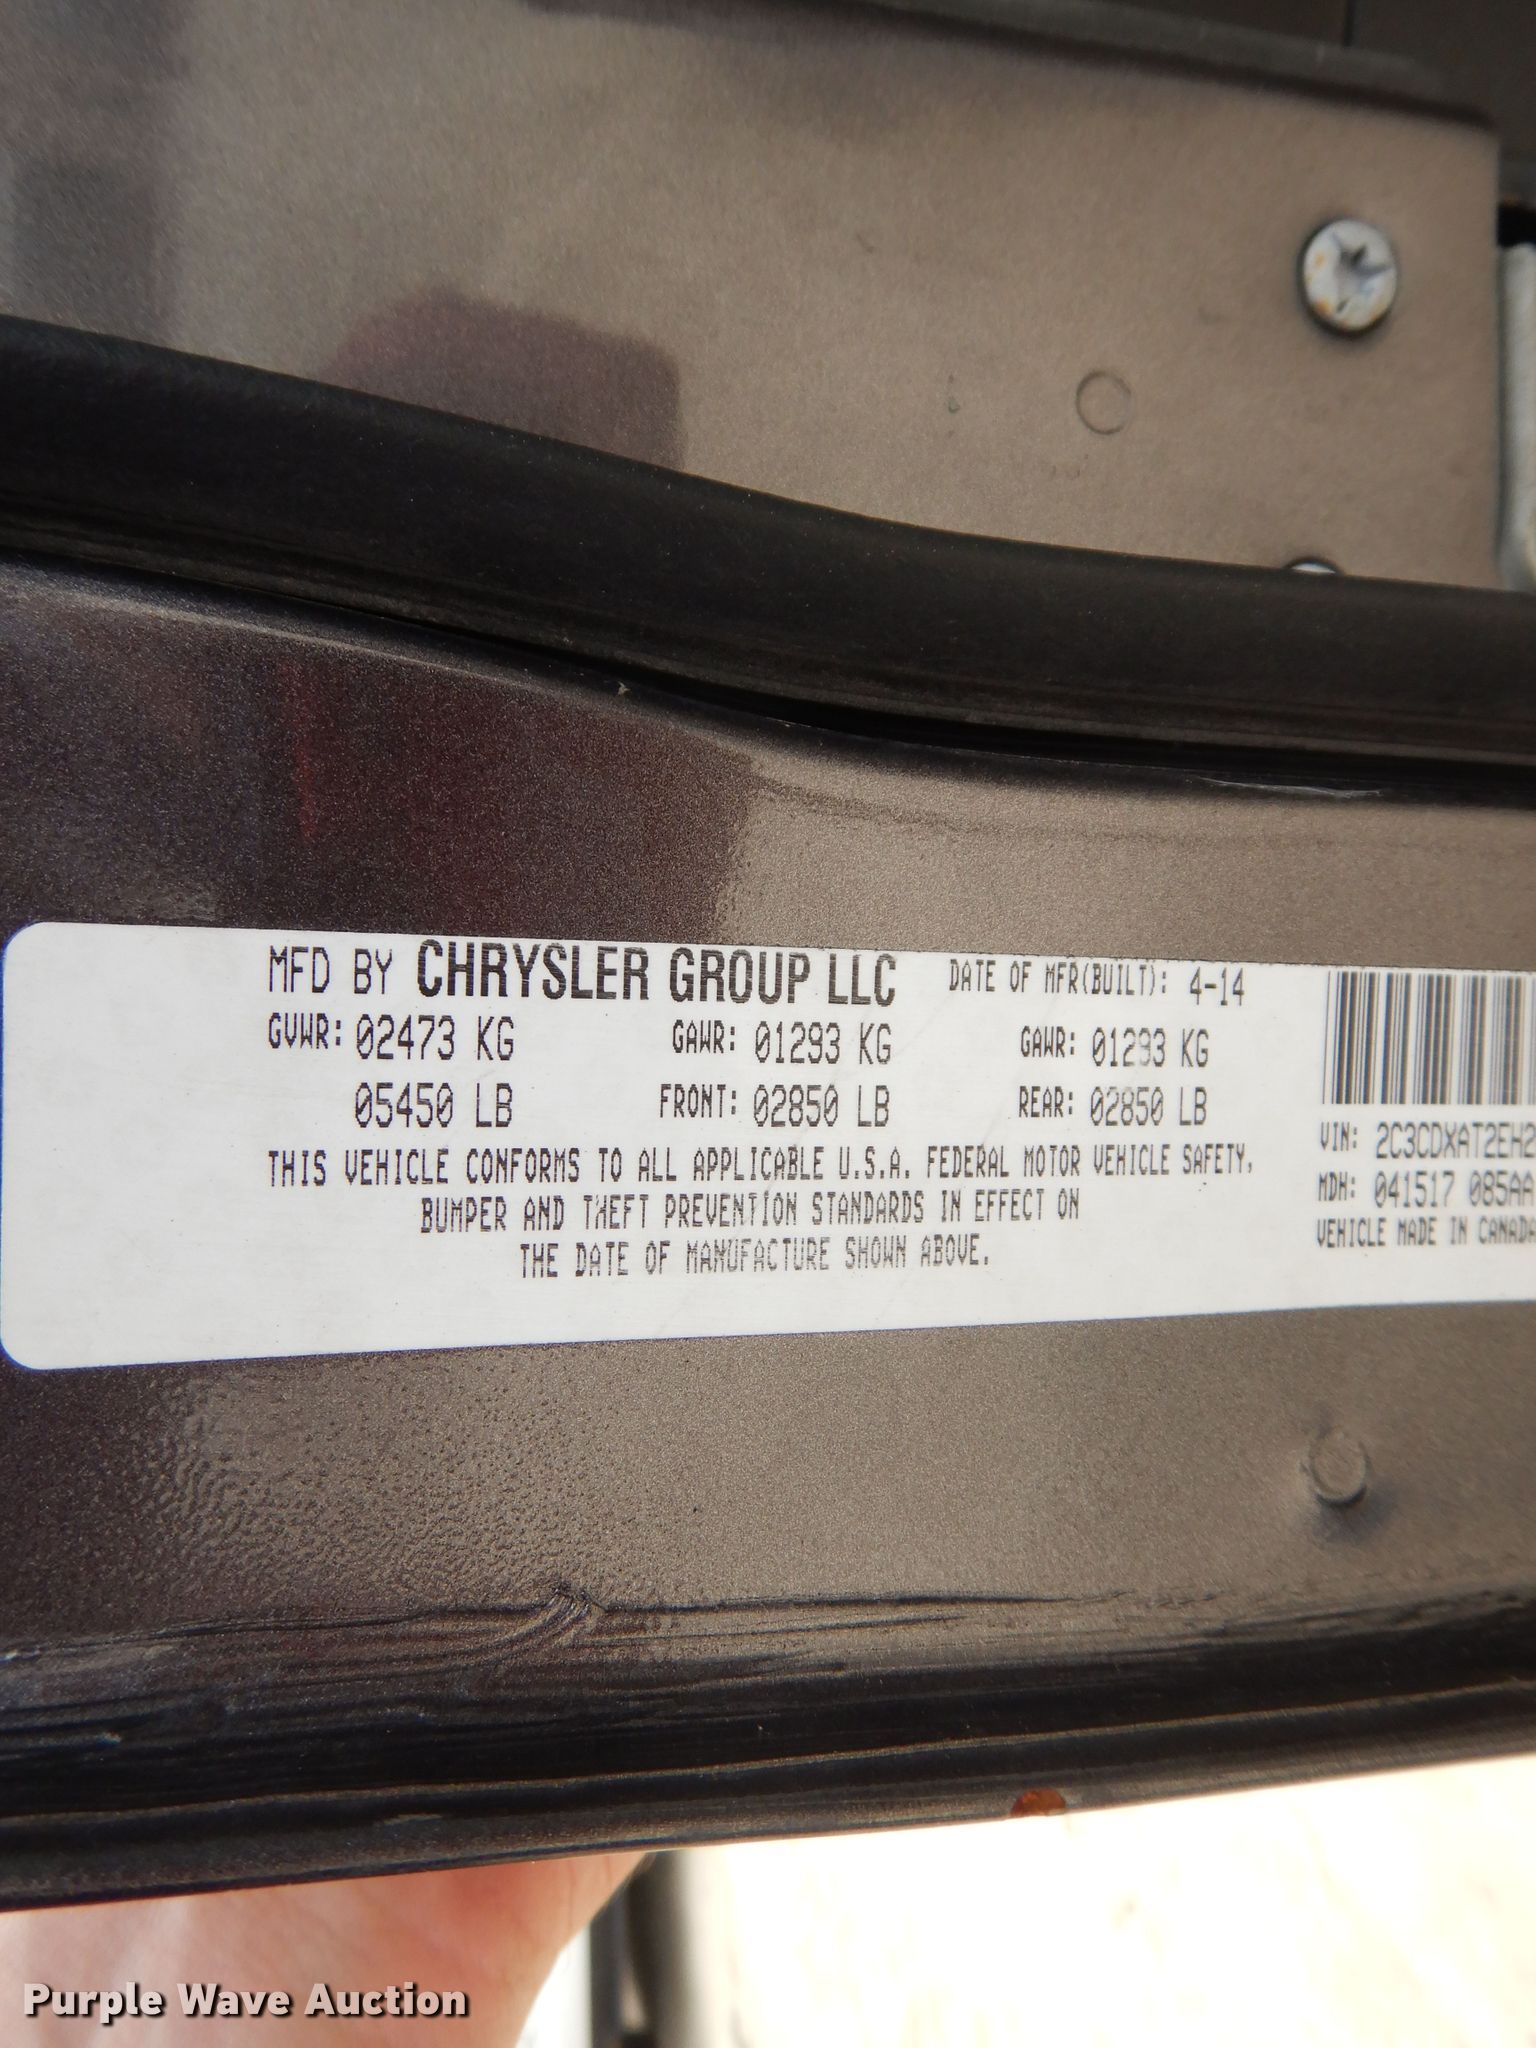 MFD BY CHRYSLER GROUP LLC DATE OF MFR(BUILT): 4-14
GVWR: 02473 KG GAWR: 01293 KG GAWR: 01293 KG
05450 LB FRONT: 02850 LB REAR: 02850 LB
THIS VEHICLE CONFORMS TO ALL APPLICABLE U.S.A. FEDERAL MOTOR VEHICLE SAFETY,
BUMPER AND THEFT PREVENTION STANDARDS IN EFFECT ON
THE DATE OF MANUFACTURE SHOWN ABOVE.
VIN: 2C3CDXAT2EH2
MDH: 041517 085AA
VEHICLE MADE IN CANADA
Purple Wave Auction